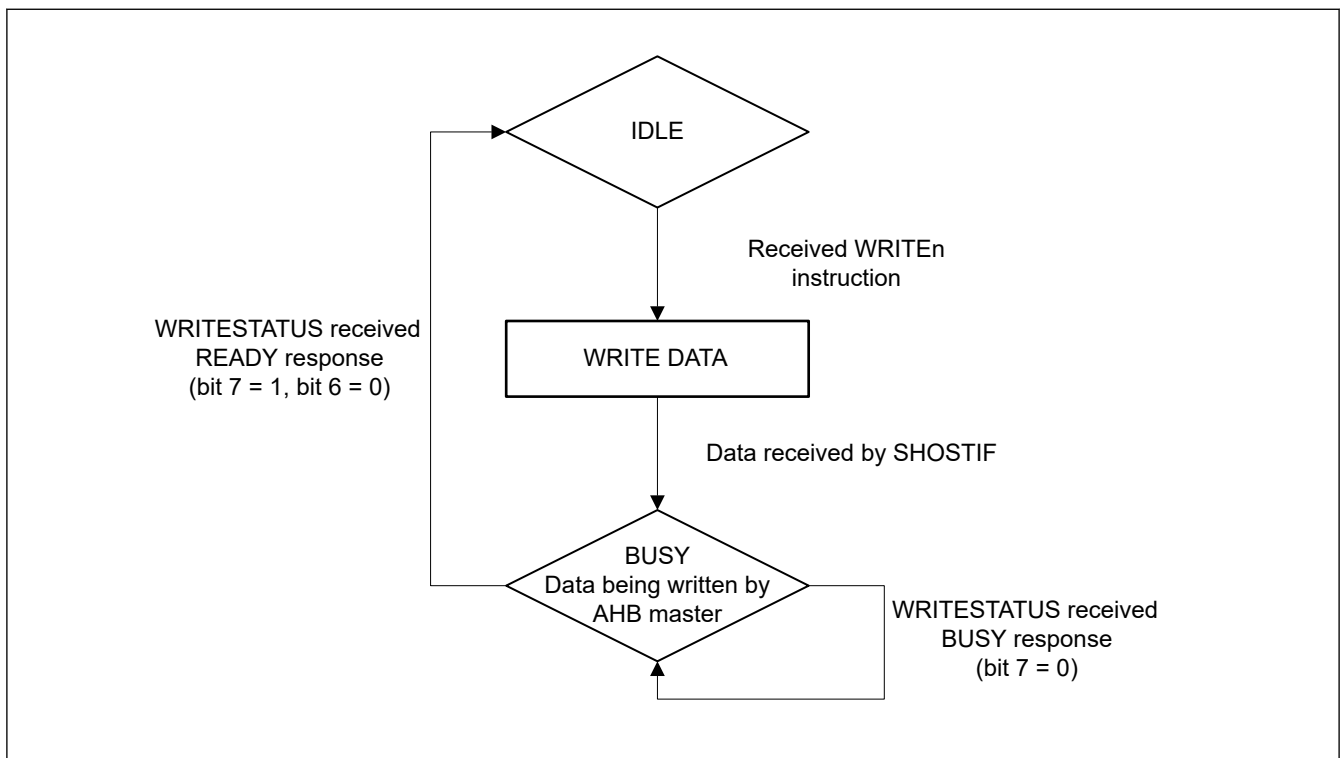 IDLE
Received WRITEn
instruction
WRITESTATUS received
READY response
(bit 7 = 1, bit 6 = 0)
WRITE DATA
Data received by SHOSTIF
BUSY
Data being written by
AHB master
WRITESTATUS received
BUSY response
(bit 7 = 0)